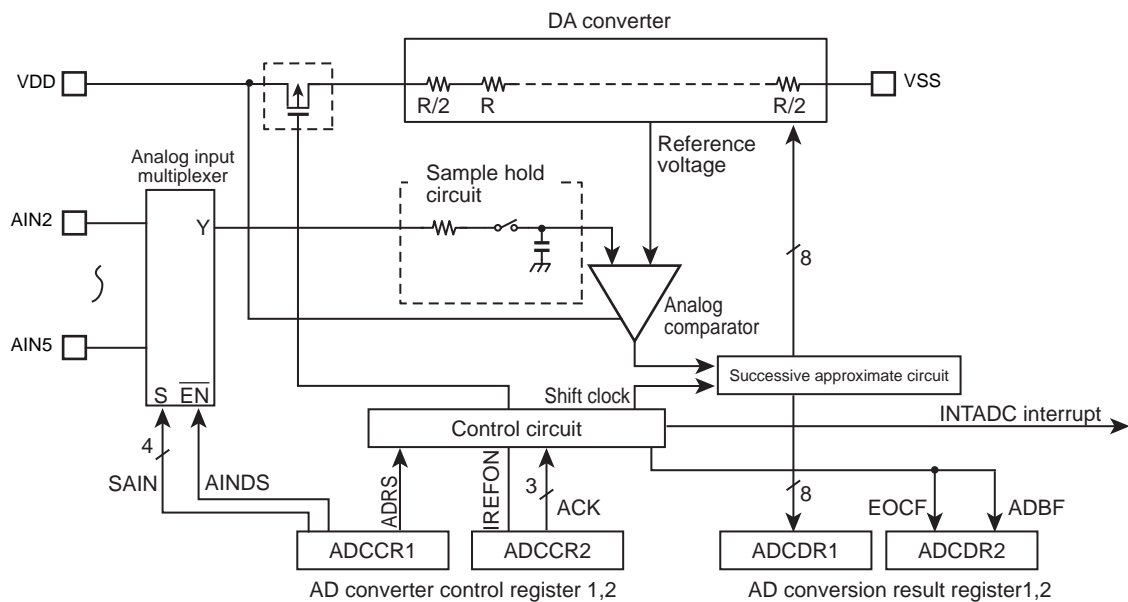 DA converter
VDD
R/2
R
R/2
VSS
Reference
voltage
Analog input
multiplexer
Sample hold
circuit
AIN2
Y
8
Analog
comparator
AIN5
Successive approximate circuit
S
EN
Shift clock
INTADC interrupt
Control circuit
4
SAIN
AINDS
ADRS
IREFON
3
ACK
8
EOCF
ADBF
ADCCR1
ADCCR2
ADCDR1
ADCDR2
AD converter control register 1,2
AD conversion result register1,2